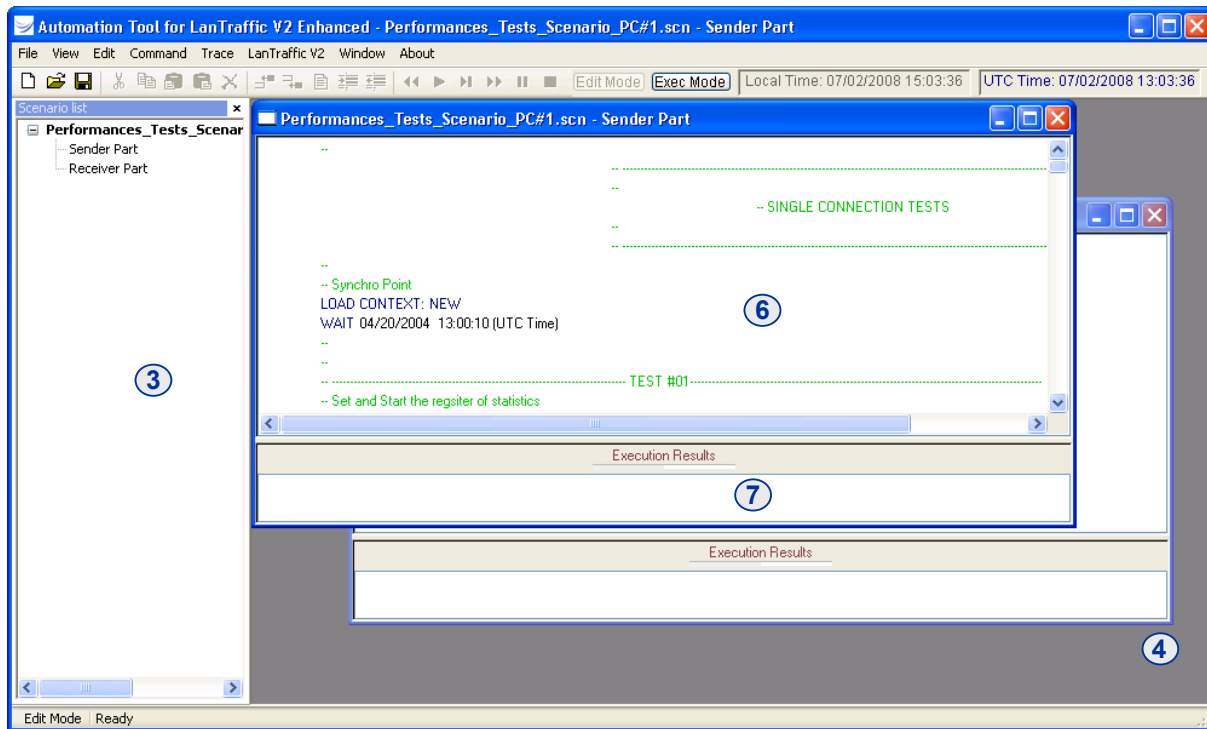 Automation Tool for LanTraffic V2 Enhanced - Performances_Tests_Scenario_PC#1.scn - Sender Part
File View Edit Command Trace LanTraffic V2 Window About
Edit Mode Exec Mode Local Time: 07/02/2008 15:03:36 UTC Time: 07/02/2008 13:03:36
Scenario list
Performances_Tests_Scenar
Sender Part
Receiver Part
3
Performances_Tests_Scenario_PC#1.scn - Sender Part
--
-- ----------------------------------------------------------------
--
-- SINGLE CONNECTION TESTS
--
-- ----------------------------------------------------------------
--
-- Synchro Point
LOAD CONTEXT: NEW
WAIT 04/20/2004 13:00:10 (UTC Time)
--
--
-- ---------------------------------------------------------------- TEST #01----------------------------------------------------------------
-- Set and Start the regsiter of statistics
6
Execution Results
7
Execution Results
4
Edit Mode Ready